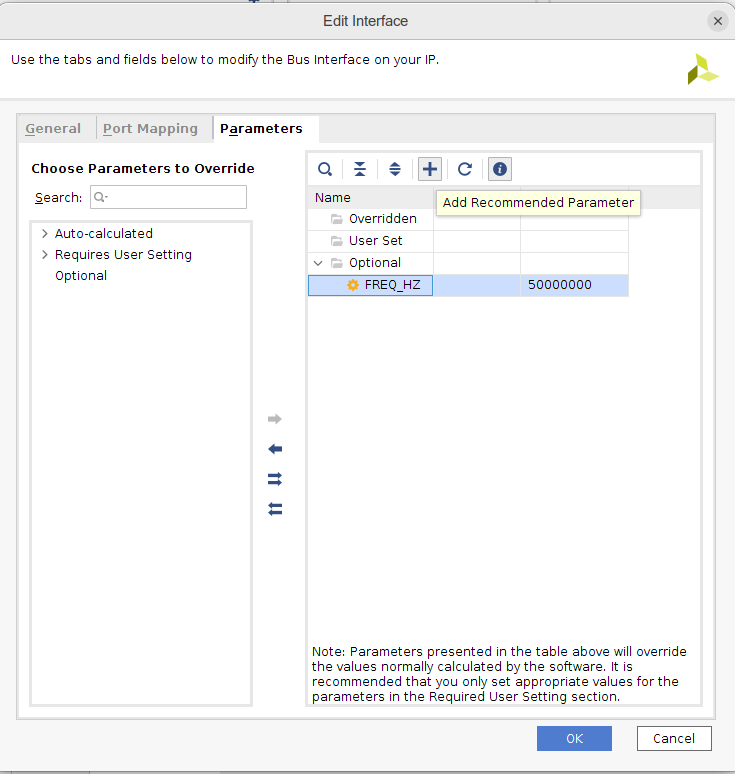 Edit Interface
Use the tabs and fields below to modify the Bus Interface on your IP.
General
Port Mapping
Parameters
Choose Parameters to Override
Search:
Auto-calculated
Requires User Setting
Optional
Name
Add Recommended Parameter
Overridden
User Set
Optional
FREQ_HZ
50000000
Note: Parameters presented in the table above will override
the values normally calculated by the software. It is
recommended that you only set appropriate values for the
parameters in the Required User Setting section.
OK
Cancel